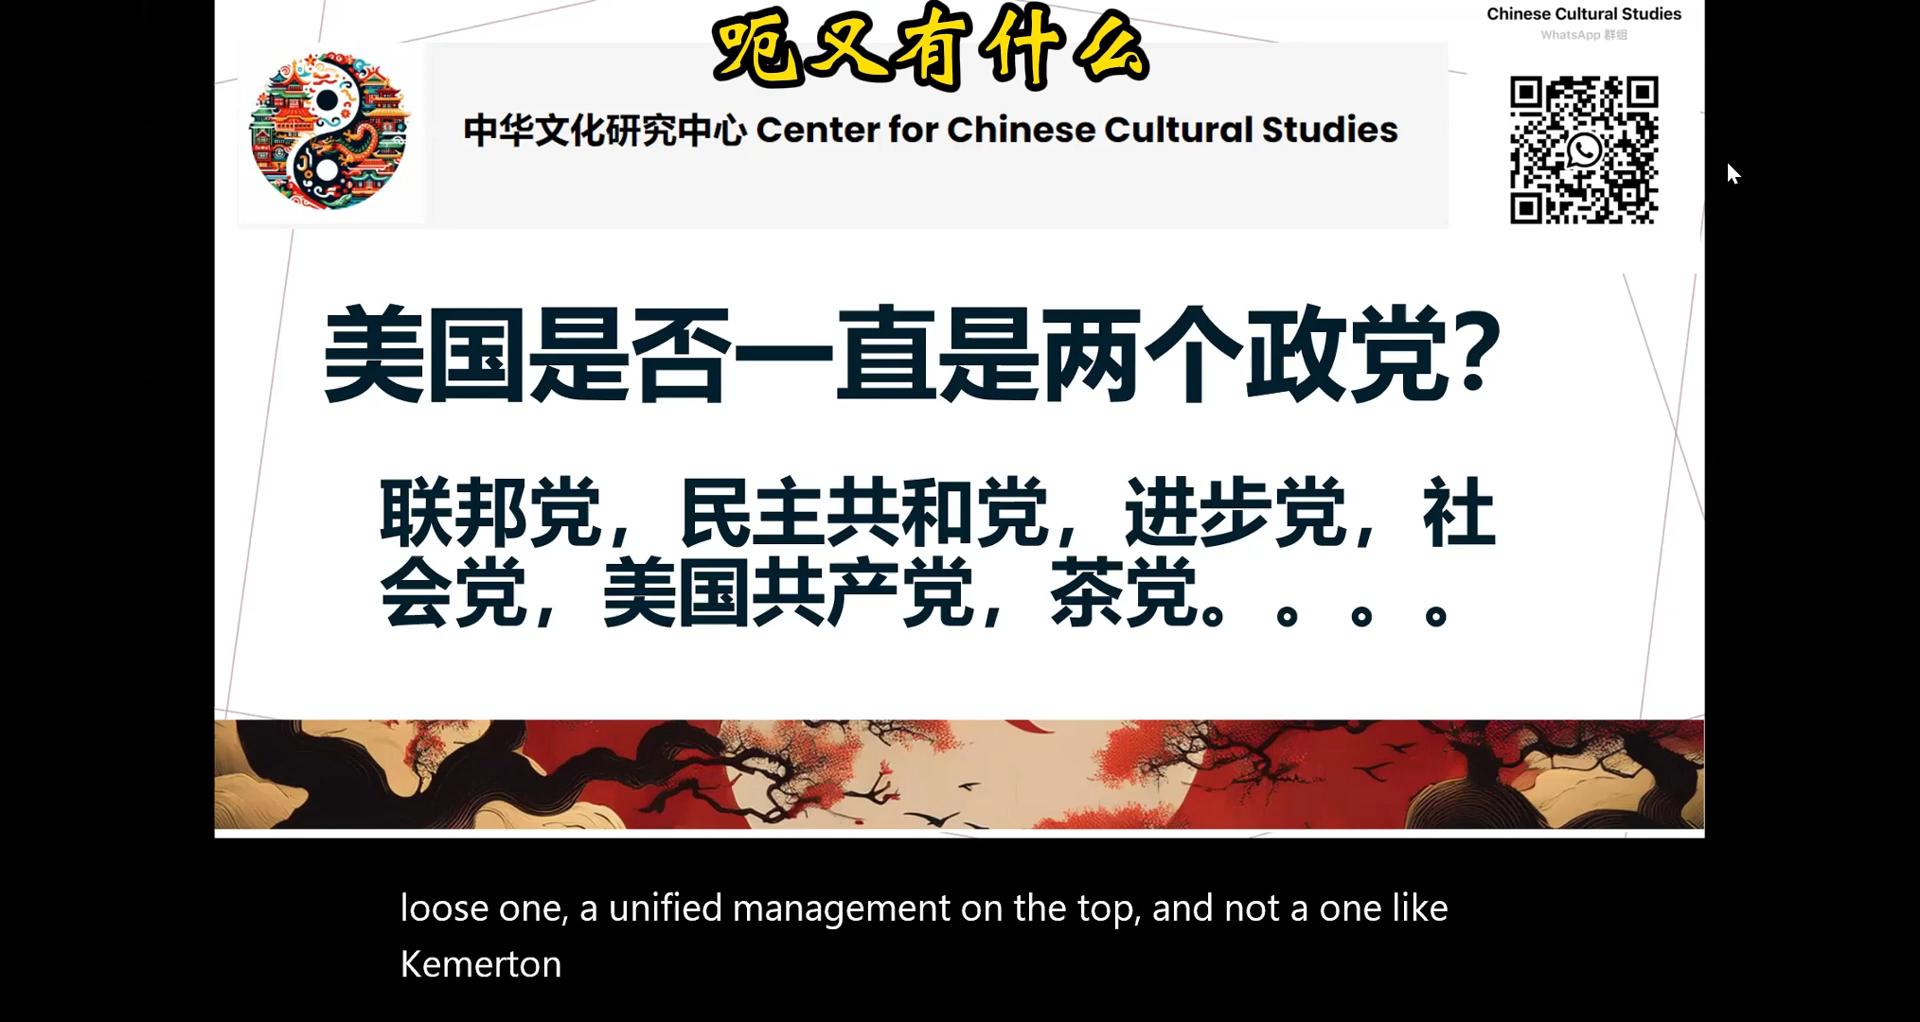 呃又有什么
Chinese Cultural Studies
WhatsApp 群组
中华文化研究中心 Center for Chinese Cultural Studies
美国是否一直是两个政党？
联邦党，民主共和党，进步党，社
会党，美国共产党，茶党。。。。
loose one, a unified management on the top, and not a one like
Kemerton